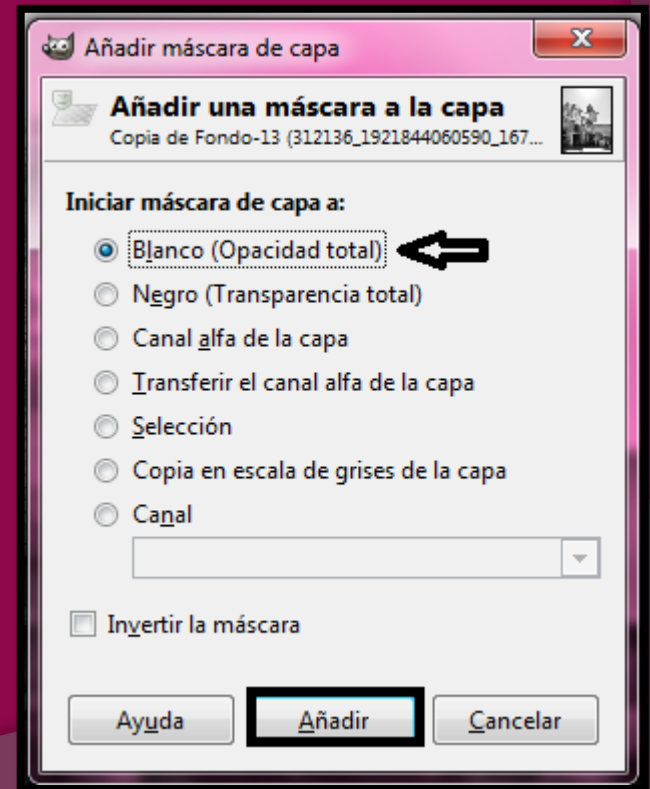 Añadir máscara de capa
Añadir una máscara a la capa
Copia de Fondo-13 (312136_1921844060590_167...
Iniciar máscara de capa a:
Blanco (Opacidad total)
Negro (Transparencia total)
Canal alfa de la capa
Transferir el canal alfa de la capa
Selección
Copia en escala de grises de la capa
Canal
Invertir la máscara
Ayuda Añadir Cancelar